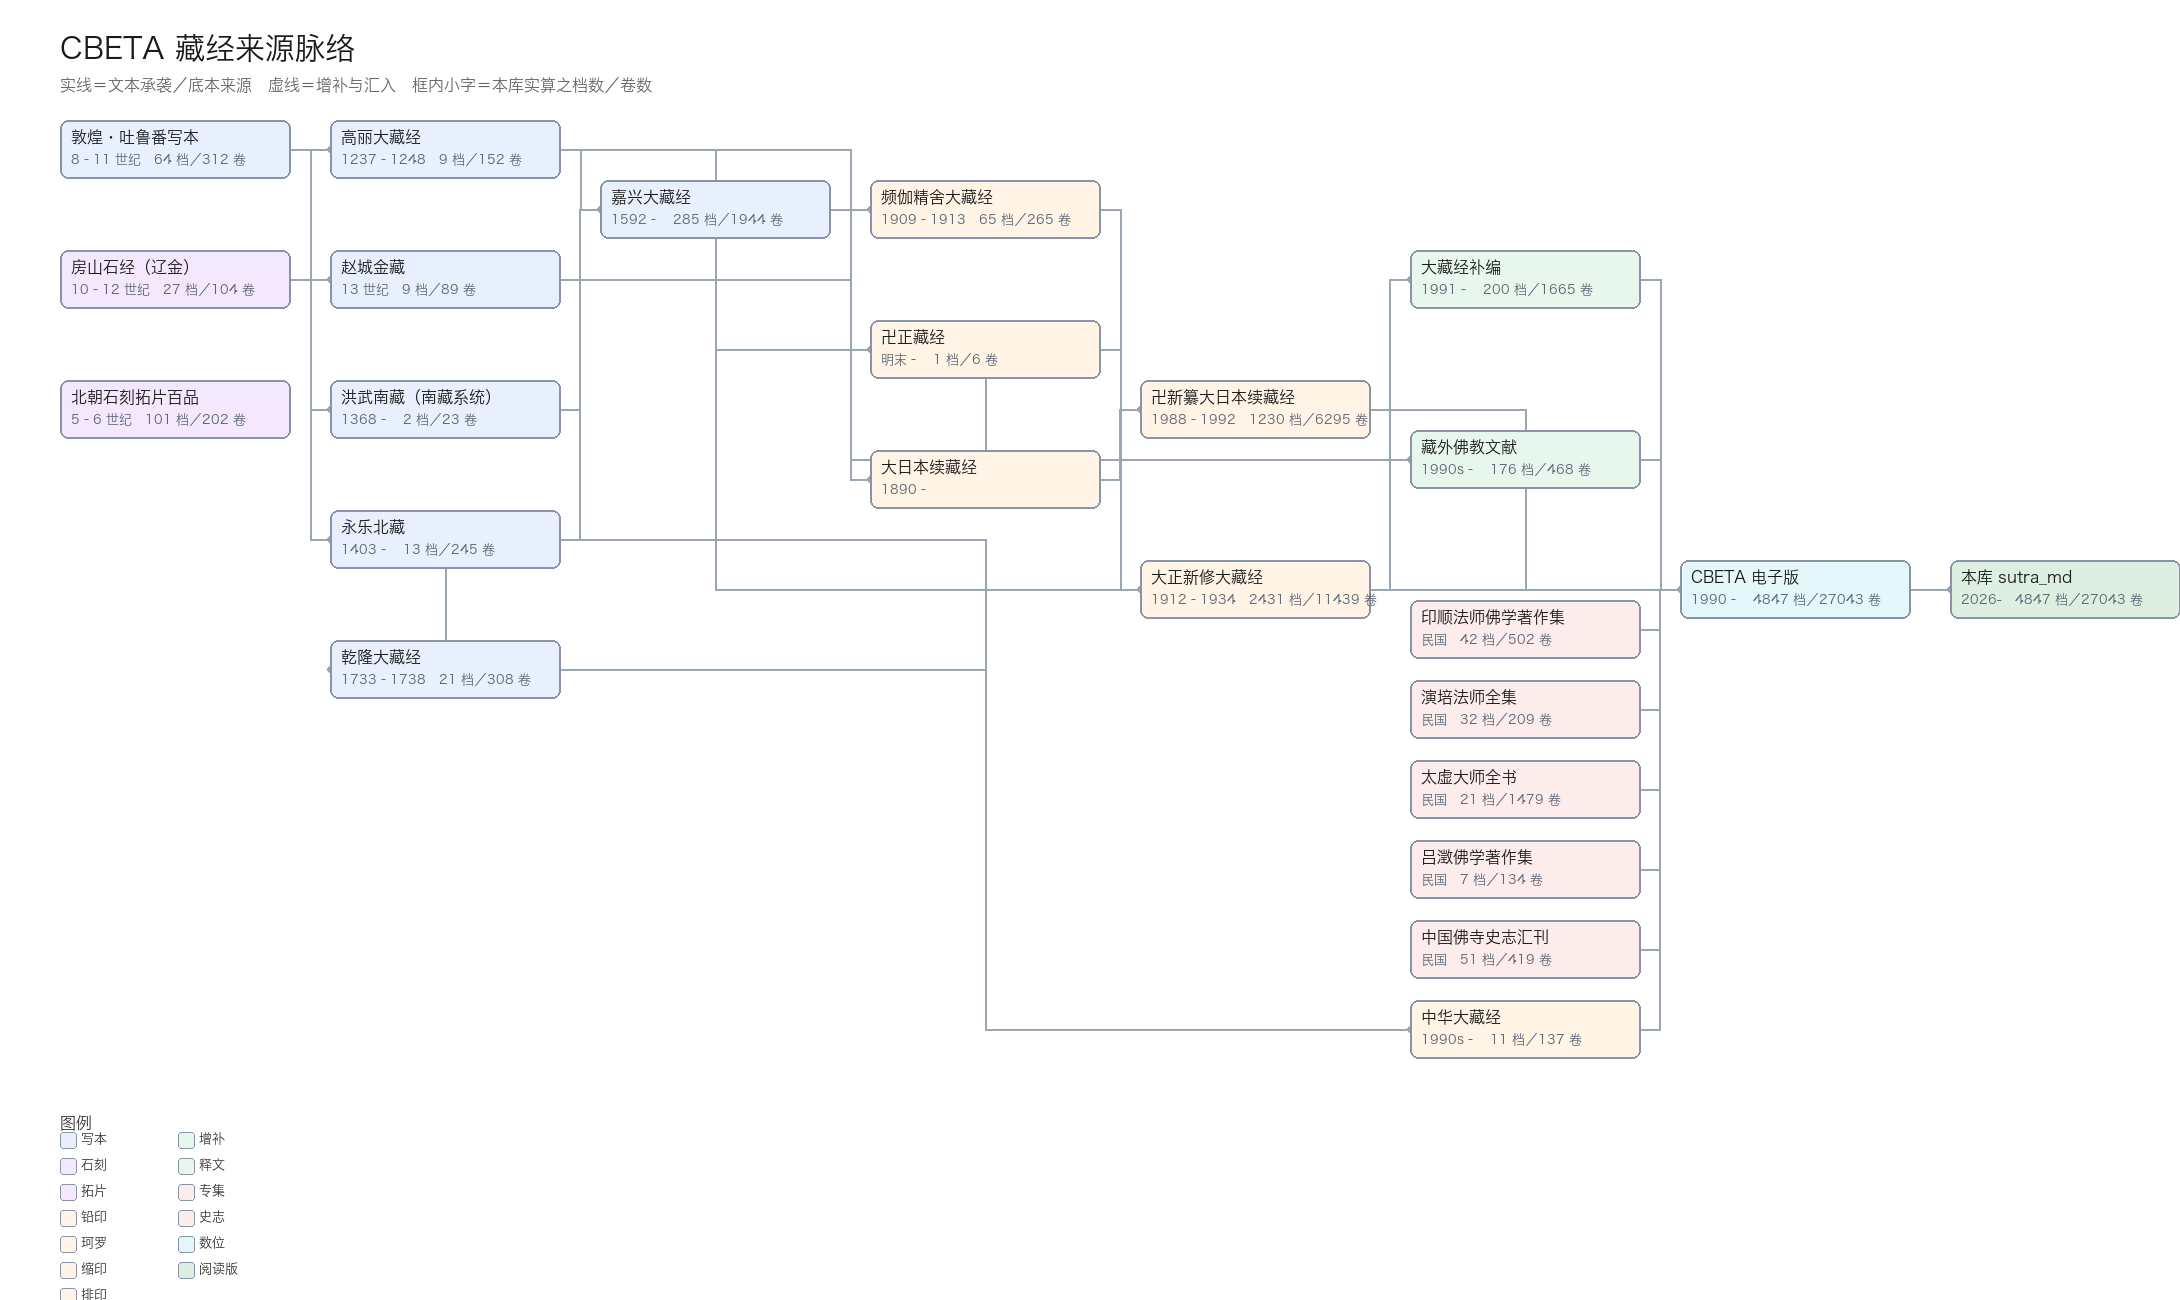 CBETA 藏经来源脉络
实线＝文本承袭／底本来源　虚线＝增补与汇入　框内小字＝本库实算之档数／卷数
敦煌・吐鲁番写本
8 - 11 世纪　64 档／312 卷
高丽大藏经
1237 - 1248　9 档／152 卷
嘉兴大藏经
1592 -　285 档／1944 卷
频伽精舍大藏经
1909 - 1913　65 档／265 卷
房山石经（辽金）
10 - 12 世纪　27 档／104 卷
赵城金藏
13 世纪　9 档／89 卷
大藏经补编
1991 -　200 档／1665 卷
卍正藏经
明末 -　1 档／6 卷
北朝石刻拓片百品
5 - 6 世纪　101 档／202 卷
洪武南藏（南藏系统）
1368 -　2 档／23 卷
卍新纂大日本续藏经
1988 - 1992　1230 档／6295 卷
藏外佛教文献
1990s -　176 档／468 卷
大日本续藏经
1890 -
永乐北藏
1403 -　13 档／245 卷
大正新修大藏经
1912 - 1934　2431 档／11439 卷
CBETA 电子版
1990 -　4847 档／27043 卷
本库 sutra_md
2026-　4847 档／27043 卷
印顺法师佛学著作集
民国　42 档／502 卷
乾隆大藏经
1733 - 1738　21 档／308 卷
演培法师全集
民国　32 档／209 卷
太虚大师全书
民国　21 档／1479 卷
吕澂佛学著作集
民国　7 档／134 卷
中国佛寺史志汇刊
民国　51 档／419 卷
中华大藏经
1990s -　11 档／137 卷
图例
写本
石刻
拓片
铅印
珂罗
缩印
排印
增补
释文
专集
史志
数位
阅读版